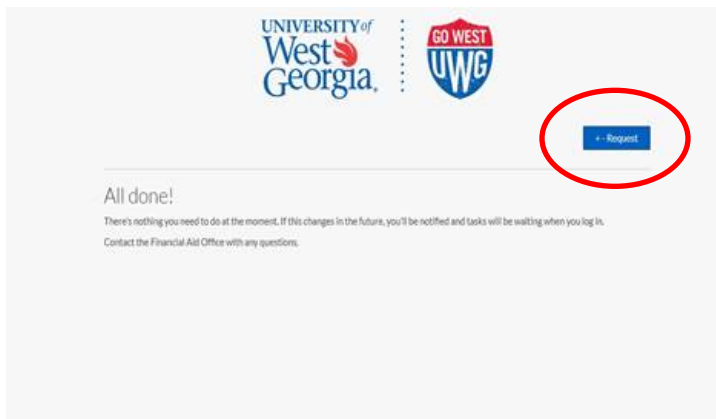 UNIVERSITY of
West
Georgia.
GO WEST
UWG
+ - Request
All done!
There's nothing you need to do at the moment. If this changes in the future, you'll be notified and tasks will be waiting when you log in.
Contact the Financial Aid Office with any questions.